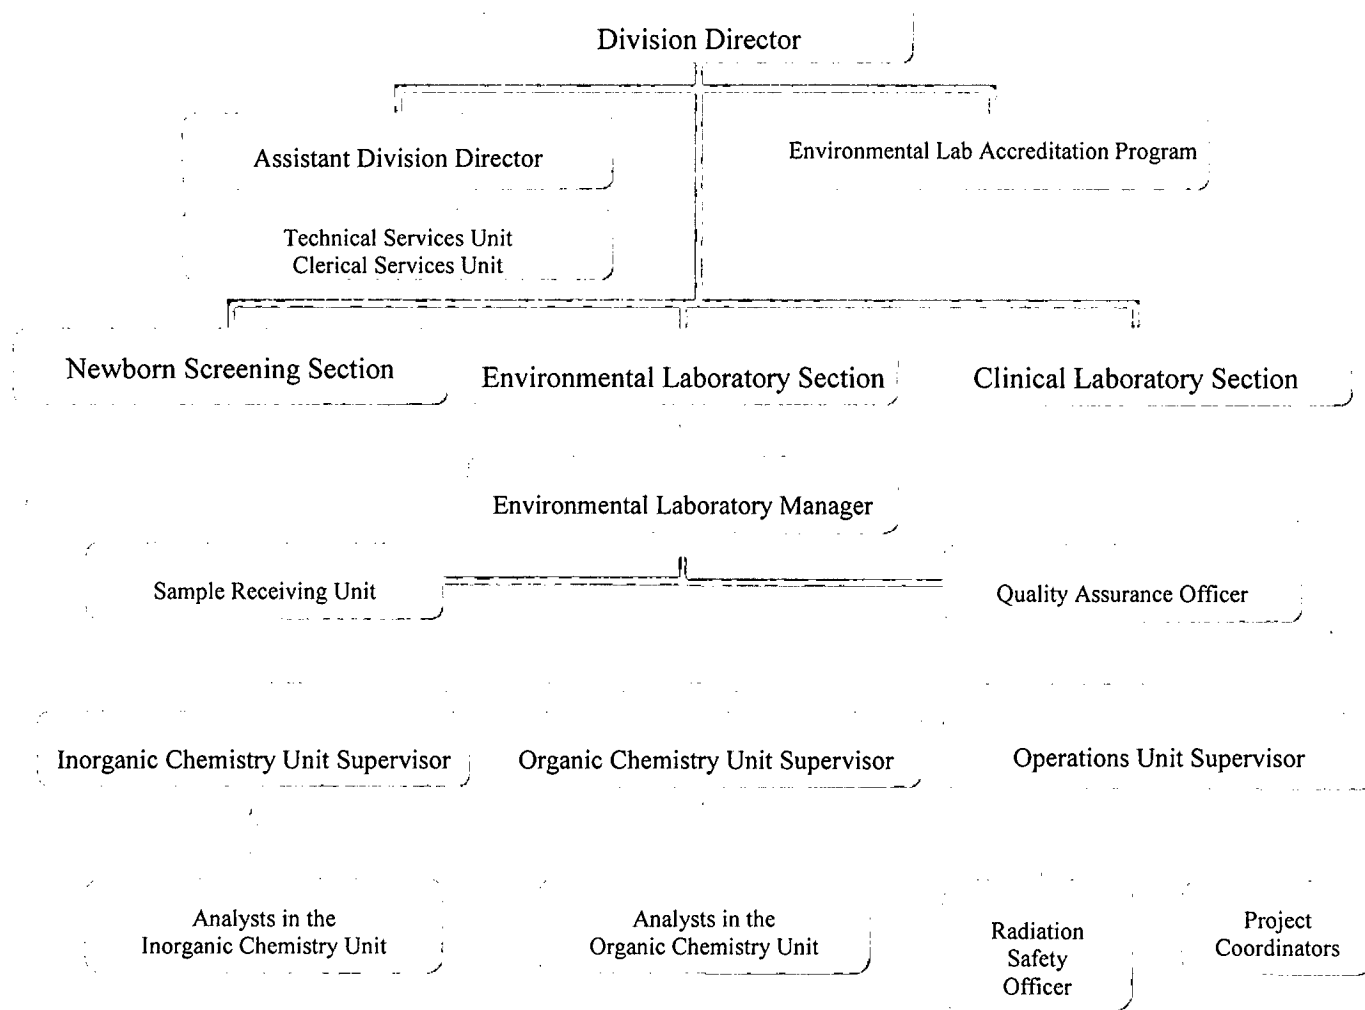 Division Director
Assistant Division Director
Environmental Lab Accreditation Program
Technical Services Unit
Clerical Services Unit
Newborn Screening Section
Environmental Laboratory Section
Clinical Laboratory Section
Environmental Laboratory Manager
Sample Receiving Unit
Quality Assurance Officer
Inorganic Chemistry Unit Supervisor
Organic Chemistry Unit Supervisor
Operations Unit Supervisor
Analysts in the
Inorganic Chemistry Unit
Analysts in the
Organic Chemistry Unit
Radiation
Safety
Officer
Project
Coordinators